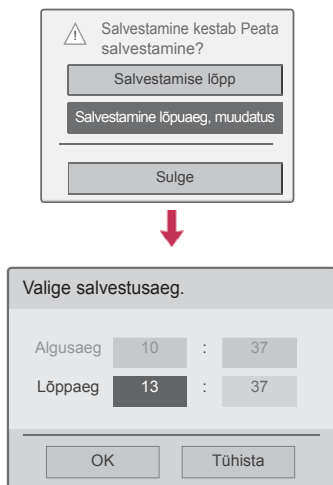 Salvestamine kestab Peata
salvestamine?
Salvestamise lõpp
Salvestamine lõpuaeg, muudatus
Sulge
Valige salvestusaeg.
Algusaeg 10 : 37
Lõppaeg 13 : 37
OK Tühista